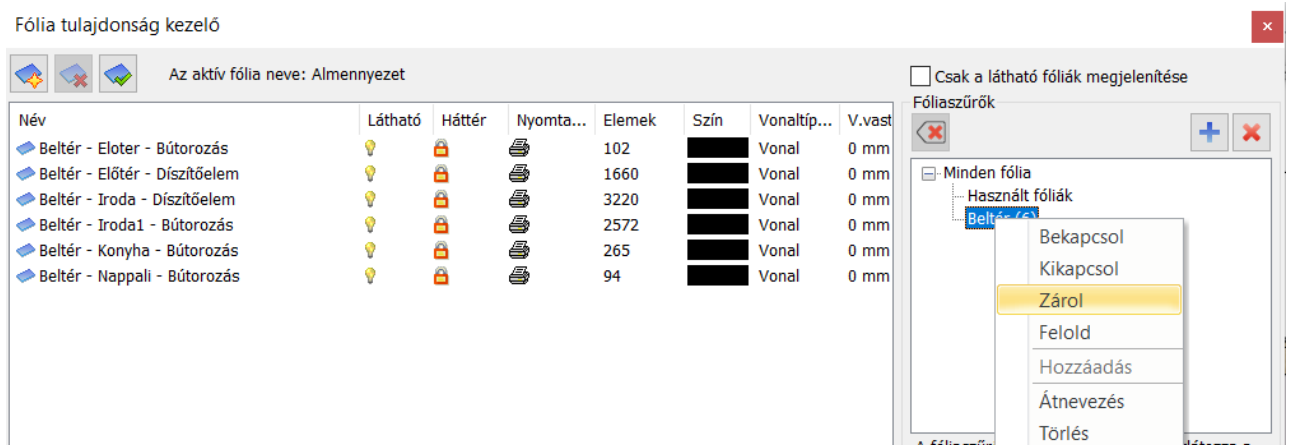 Fólia tulajdonság kezelő
Az aktív fólia neve: Almennyezet
Csak a látható fóliák megjelenítése
Fóliaszűrők
Név Látható Háttér Nyomta... Elemek Szín Vonaltíp... V.vast
Beltér - Eloter - Bútorozás 102 Vonal 0 mm
Beltér - Előtér - Díszítőelem 1660 Vonal 0 mm
Beltér - Iroda - Díszítőelem 3220 Vonal 0 mm
Beltér - Iroda1 - Bútorozás 2572 Vonal 0 mm
Beltér - Konyha - Bútorozás 265 Vonal 0 mm
Beltér - Nappali - Bútorozás 94 Vonal 0 mm
Minden fólia
Használt fóliák
Beltér (6)
Bekapcsol
Kikapcsol
Zárol
Felold
Hozzáadás
Átnevezés
Törlés